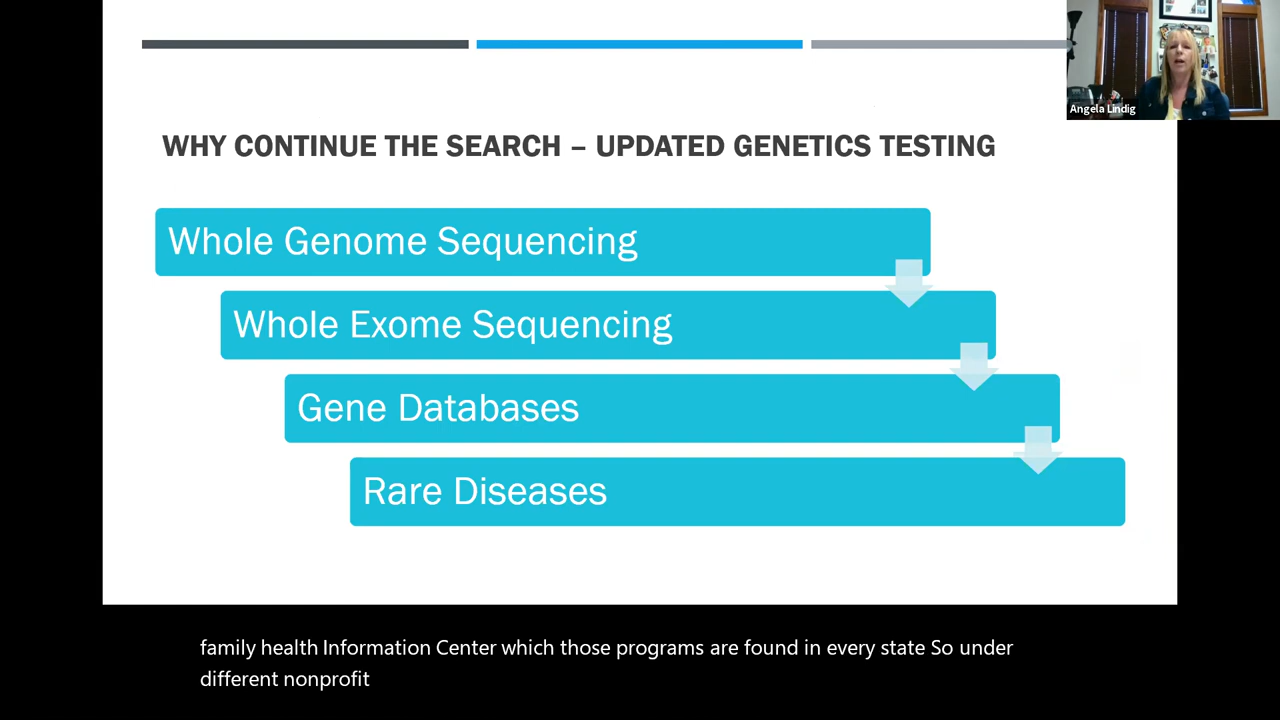 Angela Lindig
WHY CONTINUE THE SEARCH – UPDATED GENETICS TESTING
Whole Genome Sequencing
Whole Exome Sequencing
Gene Databases
Rare Diseases
family health Information Center which those programs are found in every state So under
different nonprofit